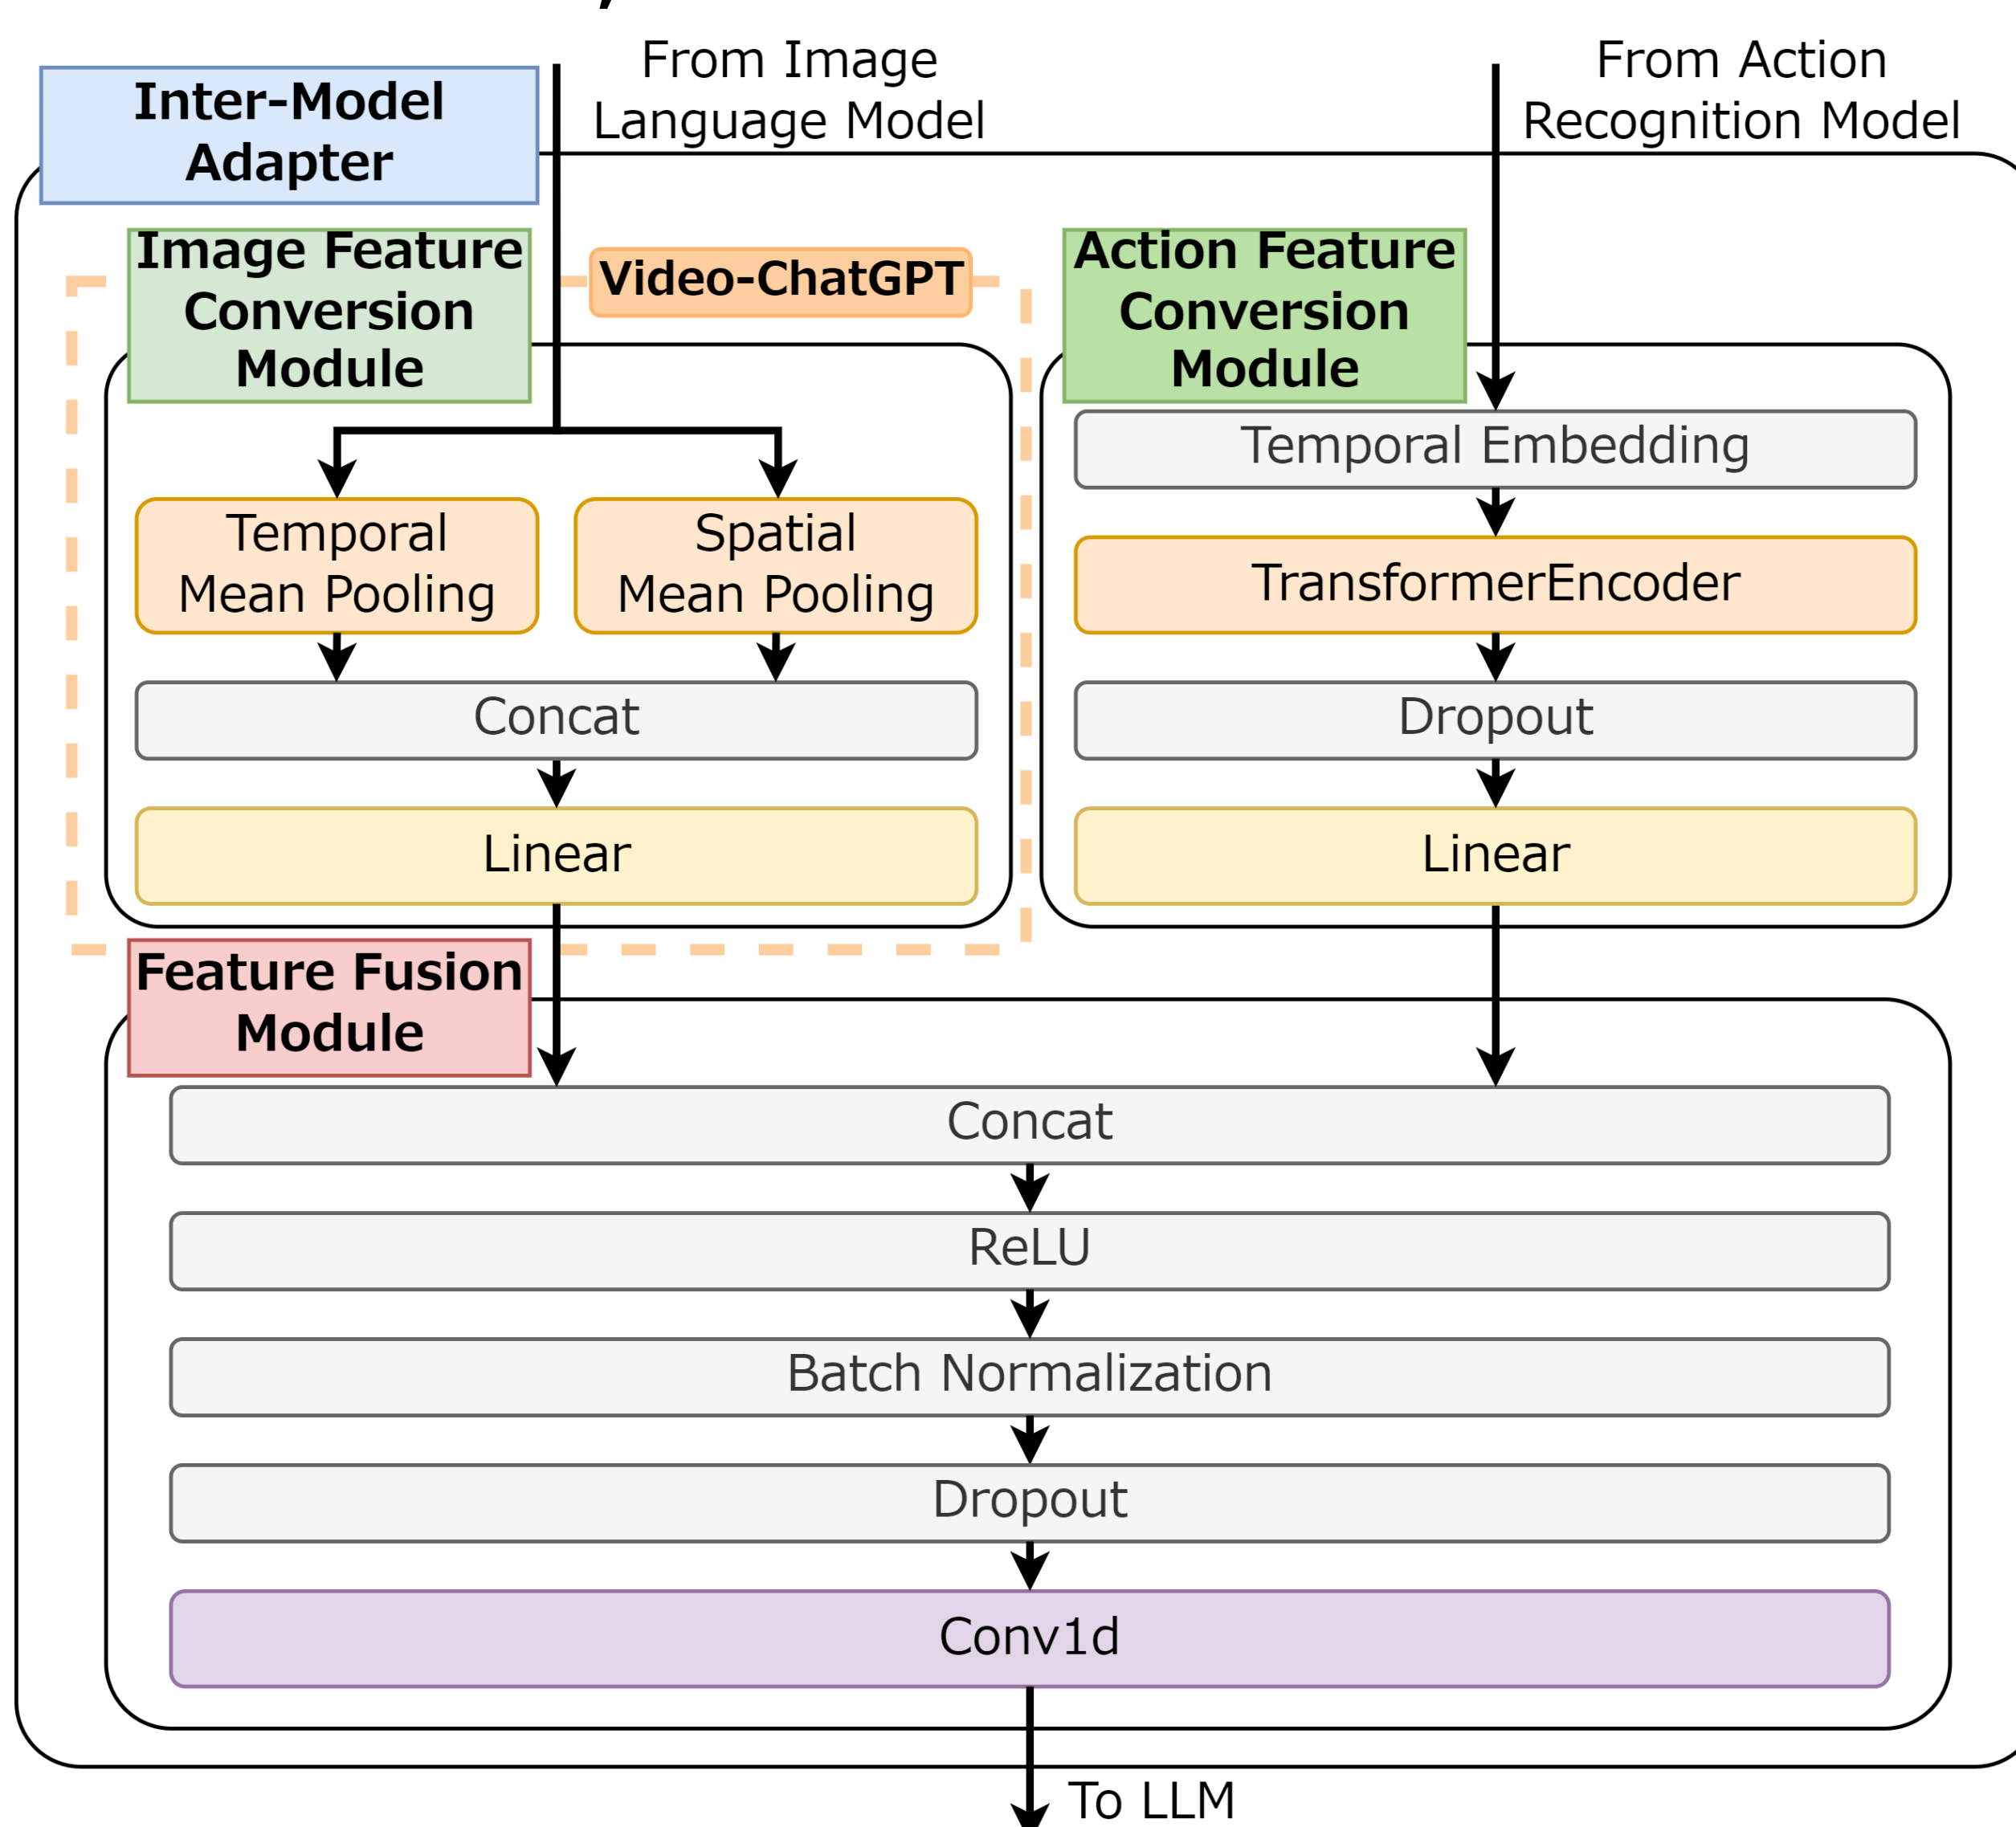 From Image
Language Model
From Action
Recognition Model
Inter-Model
Adapter
Image Feature
Conversion
Module
Video-ChatGPT
Action Feature
Conversion
Module
Temporal
Mean Pooling
Spatial
Mean Pooling
Concat
Linear
Temporal Embedding
TransformerEncoder
Dropout
Linear
Feature Fusion
Module
Concat
ReLU
Batch Normalization
Dropout
Conv1d
To LLM